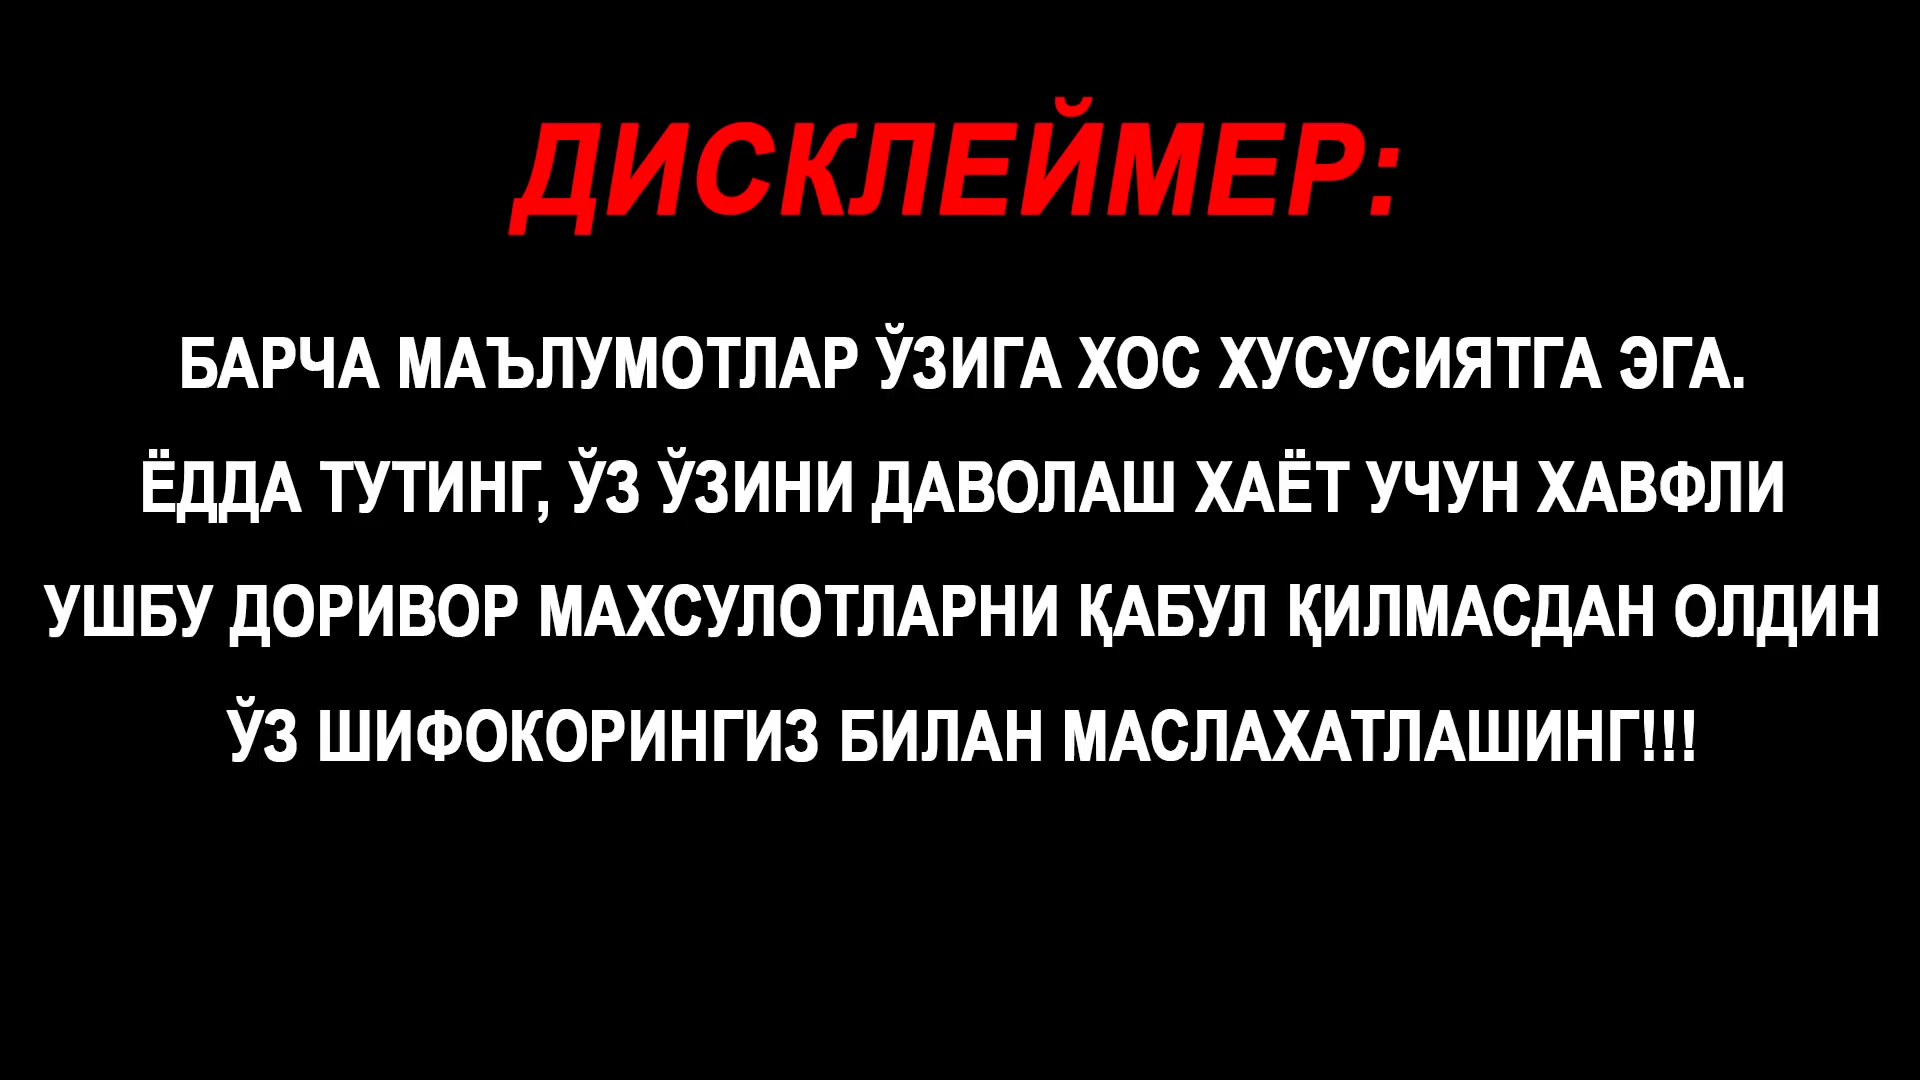 ДИСКЛЕЙМЕР:
БАРЧА МАЪЛУМОТЛАР ЎЗИГА ХОС ХУСУСИЯТГА ЭГА.
ЁДДА ТУТИНГ, ЎЗ ЎЗИНИ ДАВОЛАШ ХАЁТ УЧУН ХАВФЛИ
УШБУ ДОРИВОР МАХСУЛОТЛАРНИ ҚАБУЛ ҚИЛМАСДАН ОЛДИН
ЎЗ ШИФОКОРИНГИЗ БИЛАН МАСЛАХАТЛАШИНГ!!!